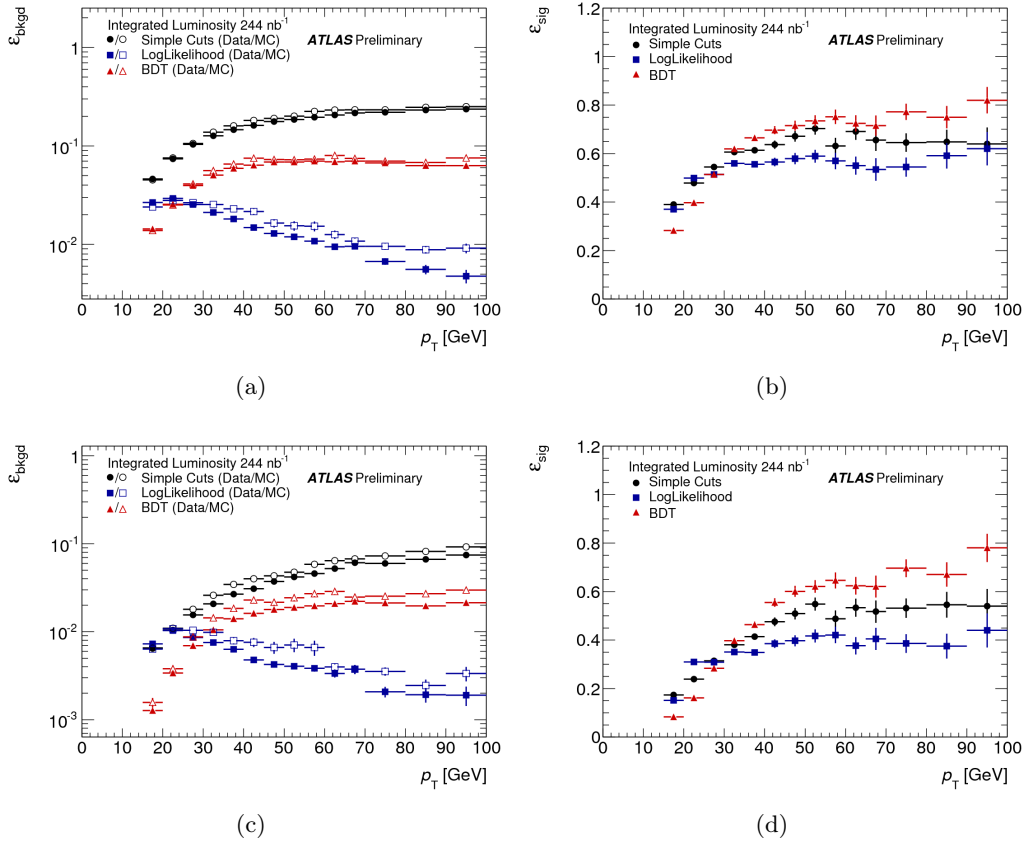 ε_bkgd
Integrated Luminosity 244 nb⁻¹
ATLAS Preliminary
●/○ Simple Cuts (Data/MC)
■/□ LogLikelihood (Data/MC)
▲/△ BDT (Data/MC)
1
10⁻¹
10⁻²
0 10 20 30 40 50 60 70 80 90 100
p_T [GeV]
(a)
ε_sig
1.2
Integrated Luminosity 244 nb⁻¹
ATLAS Preliminary
● Simple Cuts
■ LogLikelihood
▲ BDT
1
0.8
0.6
0.4
0.2
0
0 10 20 30 40 50 60 70 80 90 100
p_T [GeV]
(b)
ε_bkgd
Integrated Luminosity 244 nb⁻¹
ATLAS Preliminary
●/○ Simple Cuts (Data/MC)
■/□ LogLikelihood (Data/MC)
▲/△ BDT (Data/MC)
1
10⁻¹
10⁻²
10⁻³
0 10 20 30 40 50 60 70 80 90 100
p_T [GeV]
(c)
ε_sig
1.2
Integrated Luminosity 244 nb⁻¹
ATLAS Preliminary
● Simple Cuts
■ LogLikelihood
▲ BDT
1
0.8
0.6
0.4
0.2
0
0 10 20 30 40 50 60 70 80 90 100
p_T [GeV]
(d)